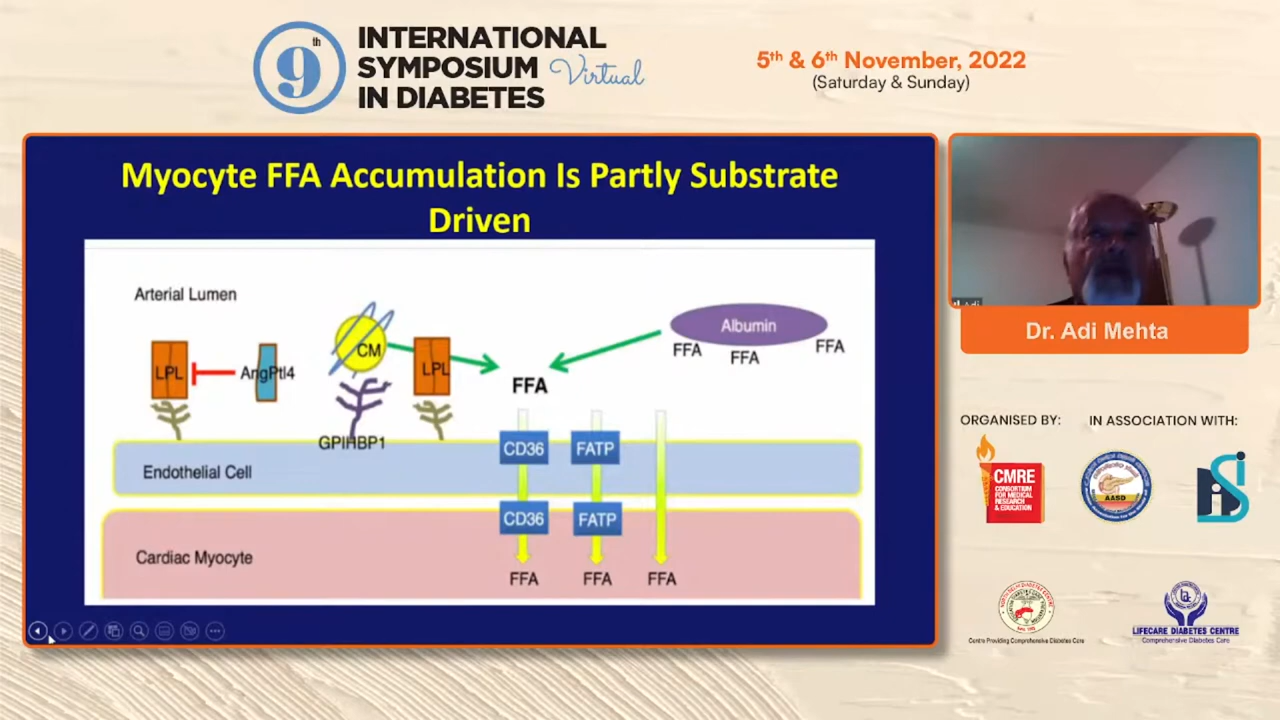 9th
INTERNATIONAL
SYMPOSIUM Virtual
IN DIABETES
5th & 6th November, 2022
(Saturday & Sunday)
Myocyte FFA Accumulation Is Partly Substrate
Driven
Arterial Lumen
LPL
AngPtl4
CM
LPL
GPIHBP1
FFA
Albumin
FFA
FFA
FFA
Endothelial Cell
CD36
FATP
CD36
FATP
Cardiac Myocyte
FFA
FFA
FFA
Adi
Dr. Adi Mehta
ORGANISED BY:
IN ASSOCIATION WITH:
CMRE
CONSORTIUM
FOR MEDICAL
RESEARCH
& EDUCATION
AASD
Centre Providing Comprehensive Diabetes Care
LIFECARE DIABETES CENTRE
Comprehensive Diabetes Care